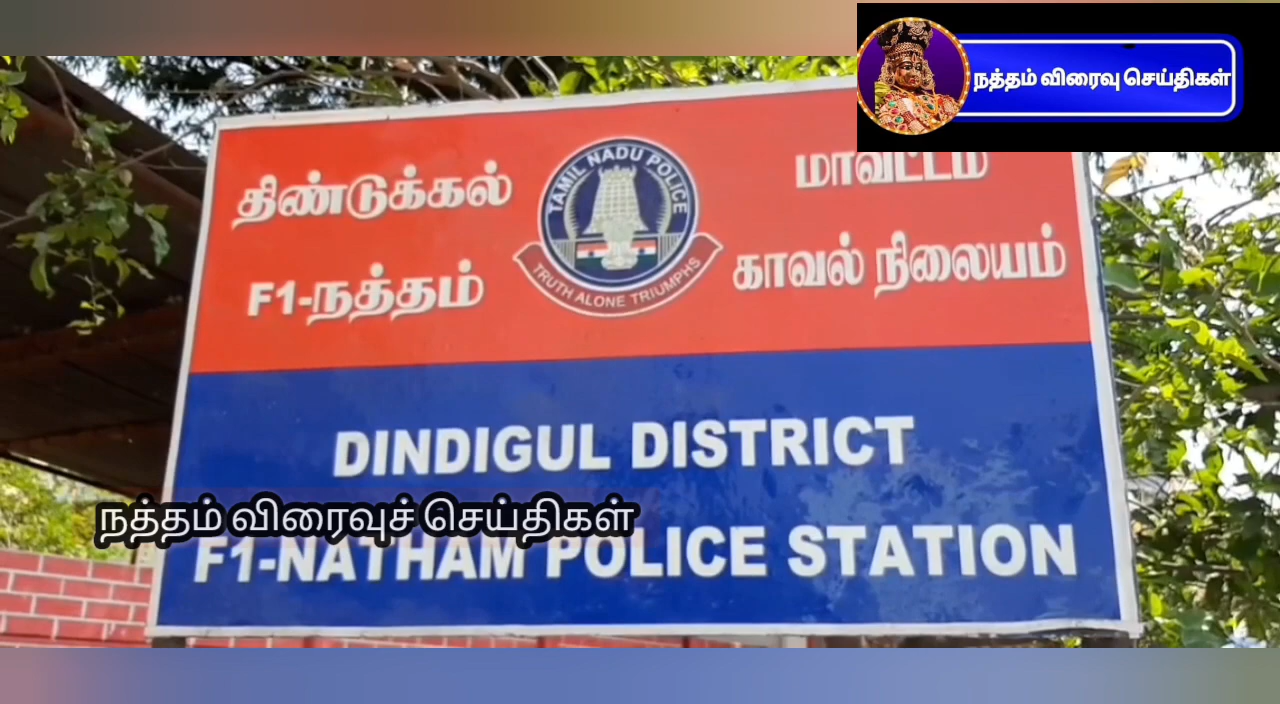 நத்தம் விரைவு செய்திகள்
திண்டுக்கல் மாவட்டம்
F1-நத்தம் காவல் நிலையம்
TAMIL NADU POLICE
TRUTH ALONE TRIUMPHS
DINDIGUL DISTRICT
நத்தம் விரைவுச் செய்திகள்
F1-NATHAM POLICE STATION